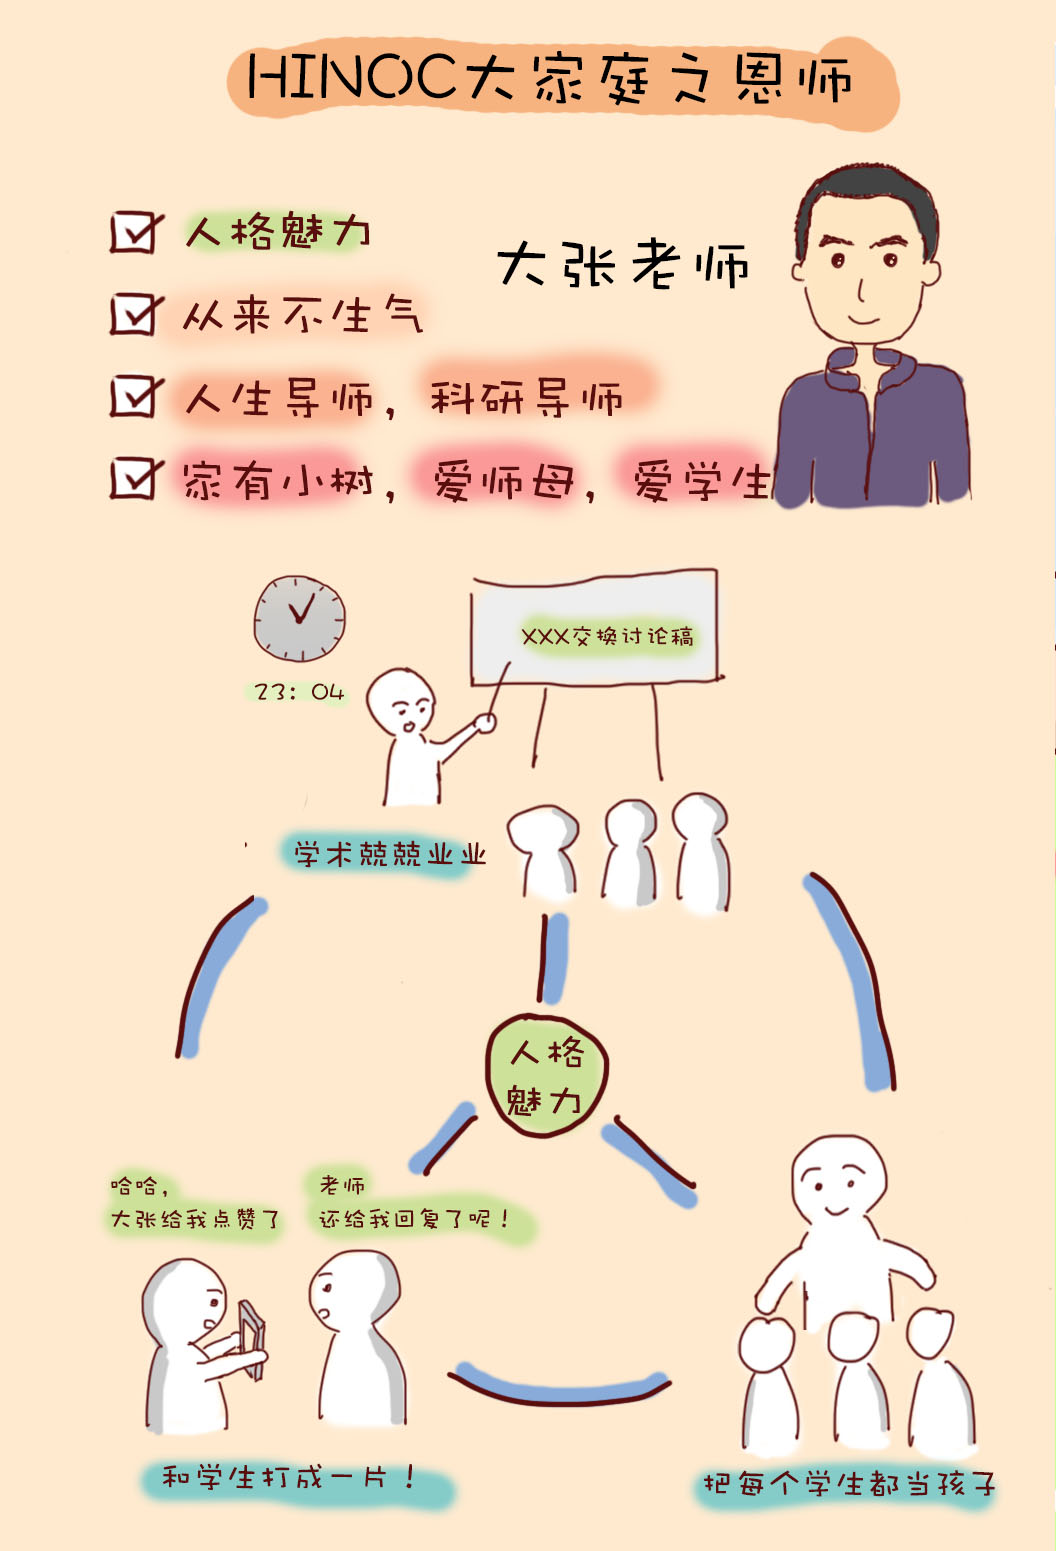 HINOC大家庭之恩师
人格魅力
大张老师
从来不生气
人生导师，科研导师
家有小树，爱师母，爱学生
XXX交换讨论稿
23：04
学术兢兢业业
人格
魅力
哈哈，
大张给我点赞了
老师
还给我回复了呢！
和学生打成一片！
把每个学生都当孩子